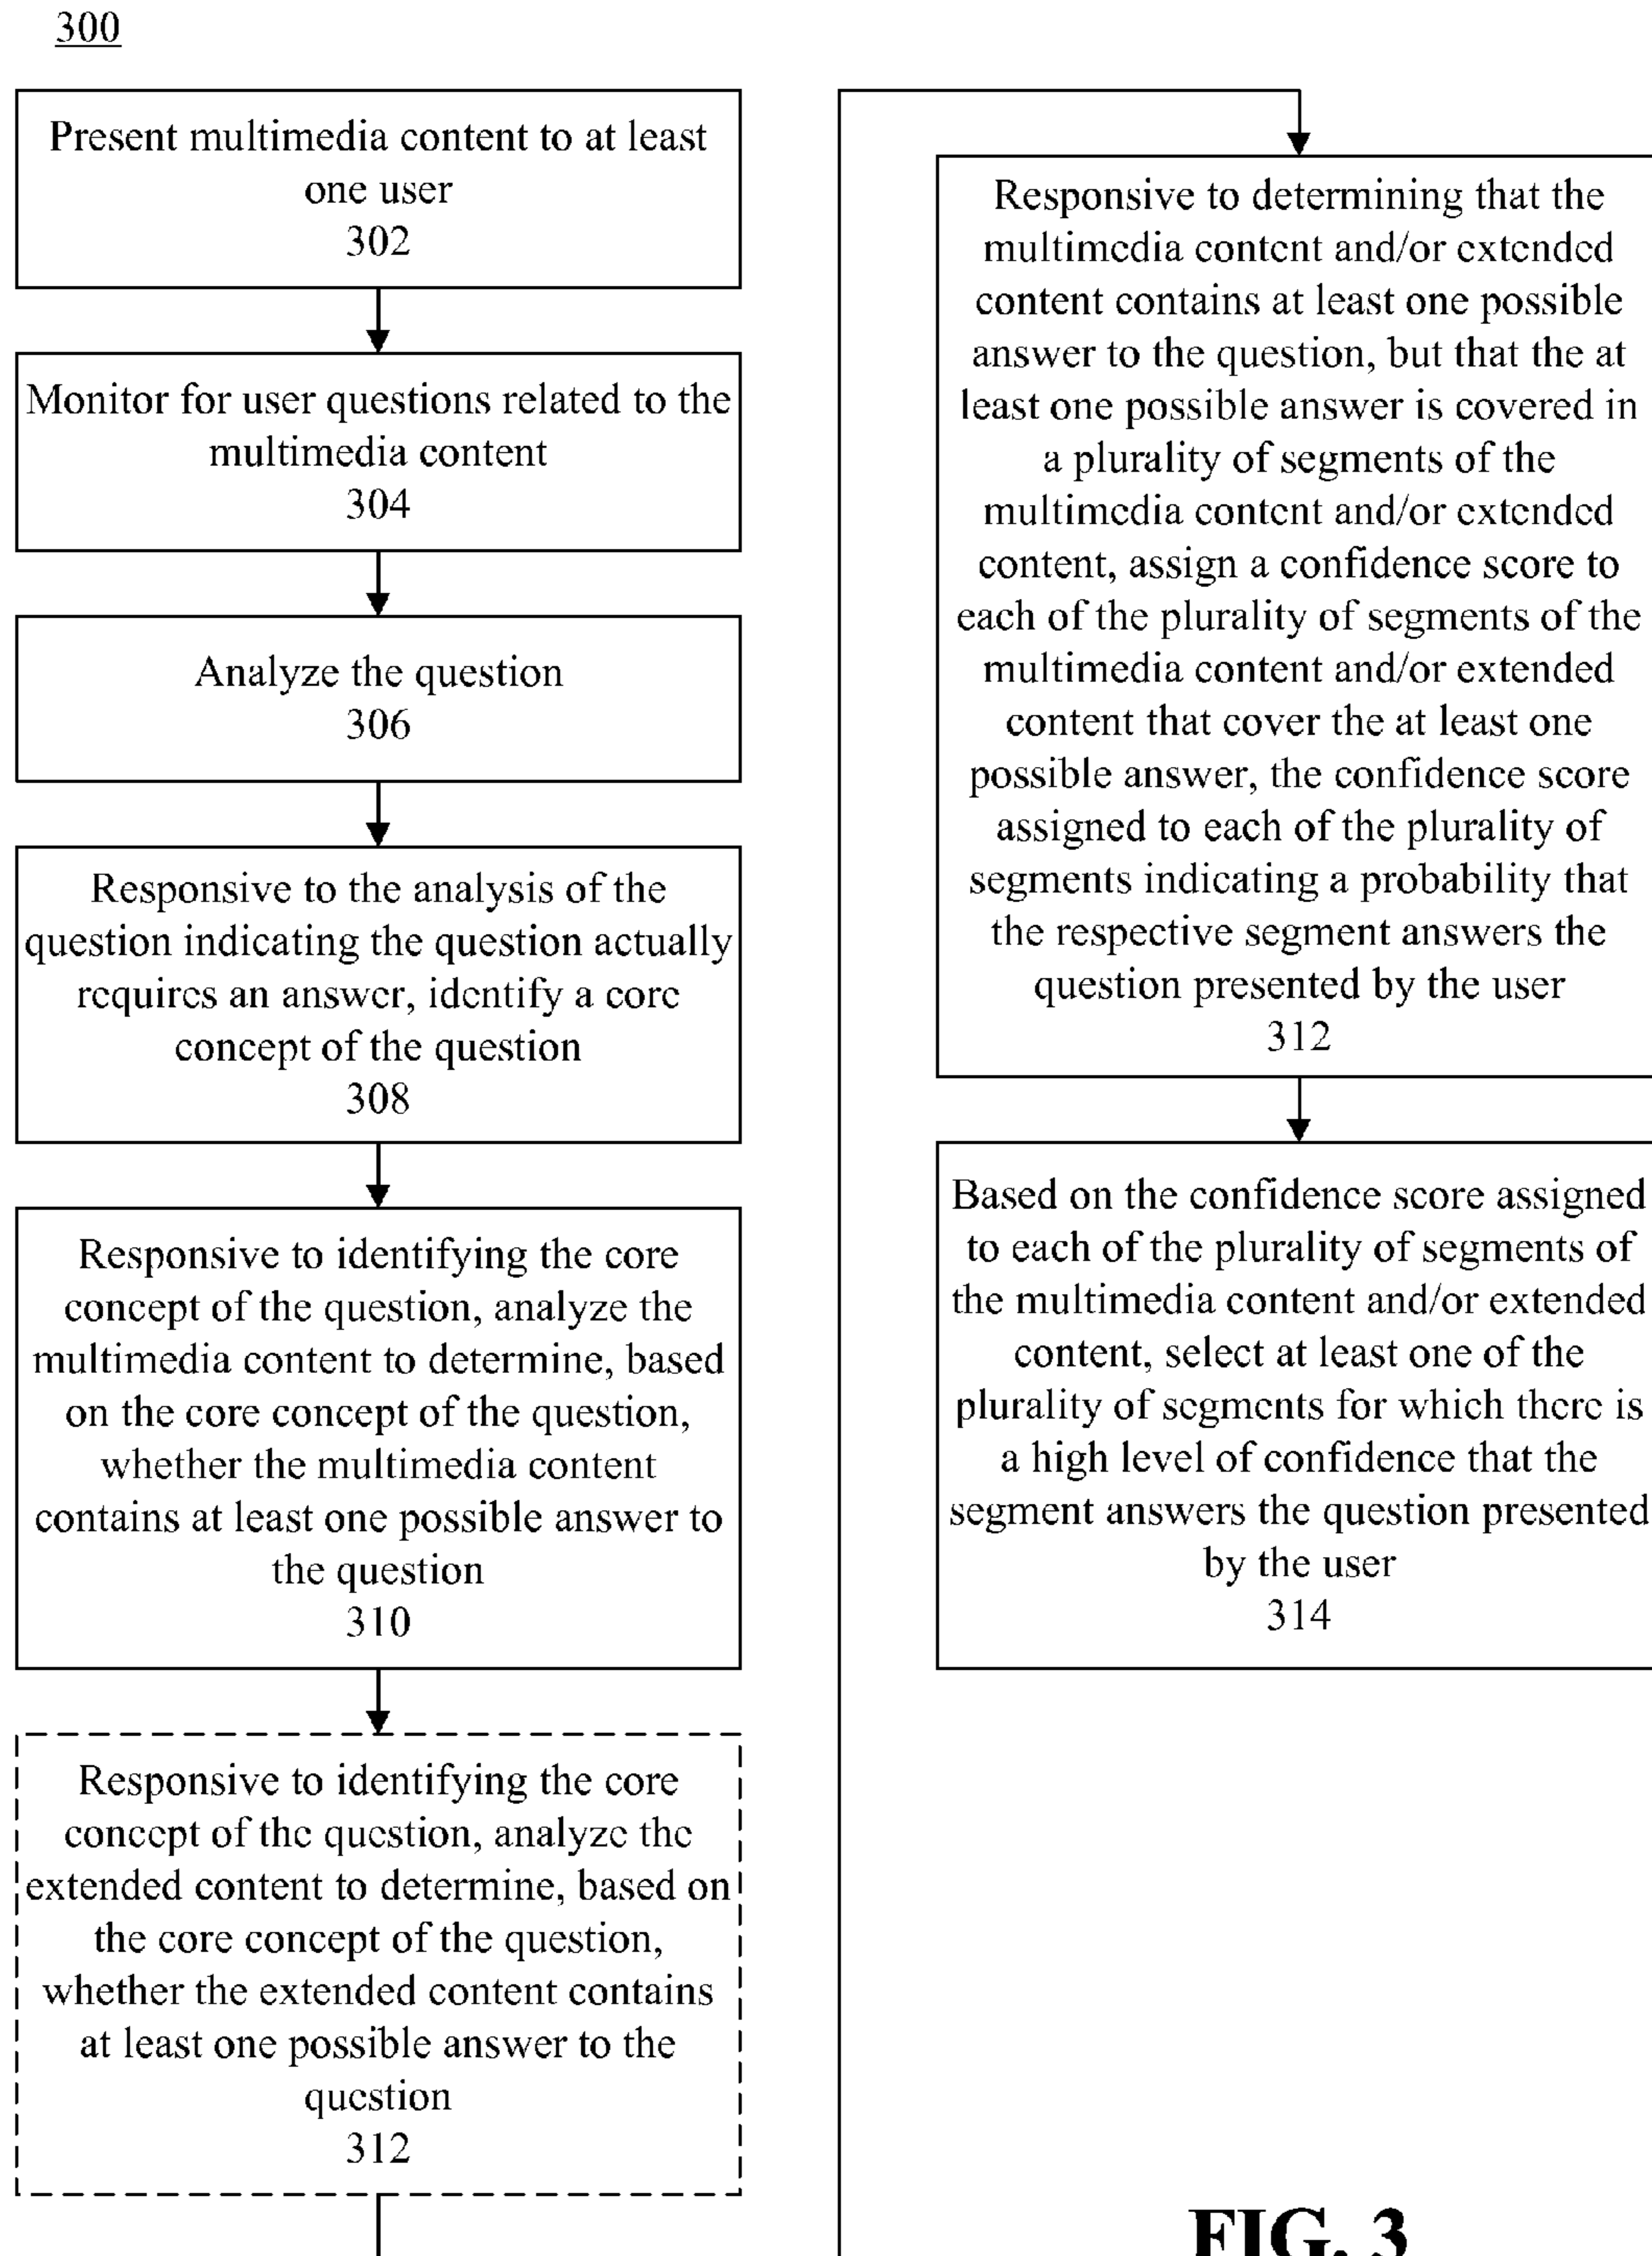 300
Present multimedia content to at least
one user
302
Monitor for user questions related to the
multimedia content
304
Analyze the question
306
Responsive to the analysis of the
question indicating the question actually
requires an answer, identify a core
concept of the question
308
Responsive to identifying the core
concept of the question, analyze the
multimedia content to determine, based
on the core concept of the question,
whether the multimedia content
contains at least one possible answer to
the question
310
Responsive to identifying the core
concept of the question, analyze the
extended content to determine, based on
the core concept of the question,
whether the extended content contains
at least one possible answer to the
question
312
Responsive to determining that the
multimedia content and/or extended
content contains at least one possible
answer to the question, but that the at
least one possible answer is covered in
a plurality of segments of the
multimedia content and/or extended
content, assign a confidence score to
each of the plurality of segments of the
multimedia content and/or extended
content that cover the at least one
possible answer, the confidence score
assigned to each of the plurality of
segments indicating a probability that
the respective segment answers the
question presented by the user
312
Based on the confidence score assigned
to each of the plurality of segments of
the multimedia content and/or extended
content, select at least one of the
plurality of segments for which there is
a high level of confidence that the
segment answers the question presented
by the user
314
FIG. 3